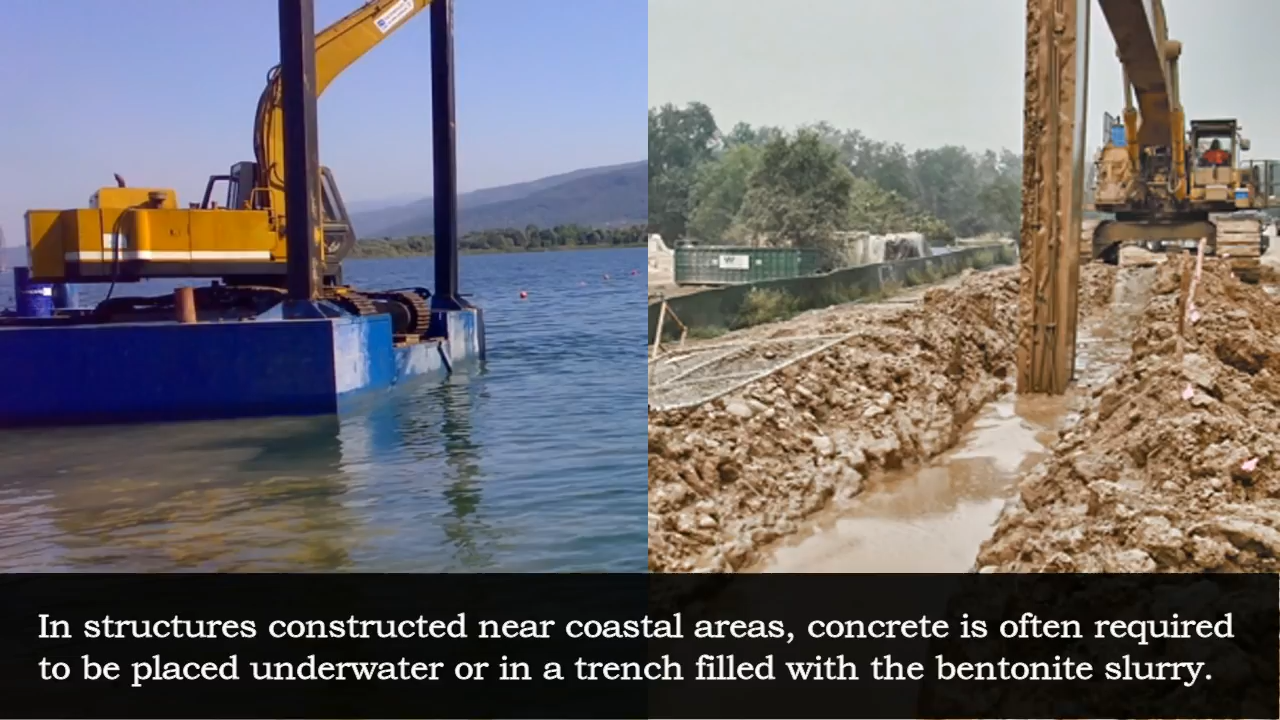 In structures constructed near coastal areas, concrete is often required
to be placed underwater or in a trench filled with the bentonite slurry.